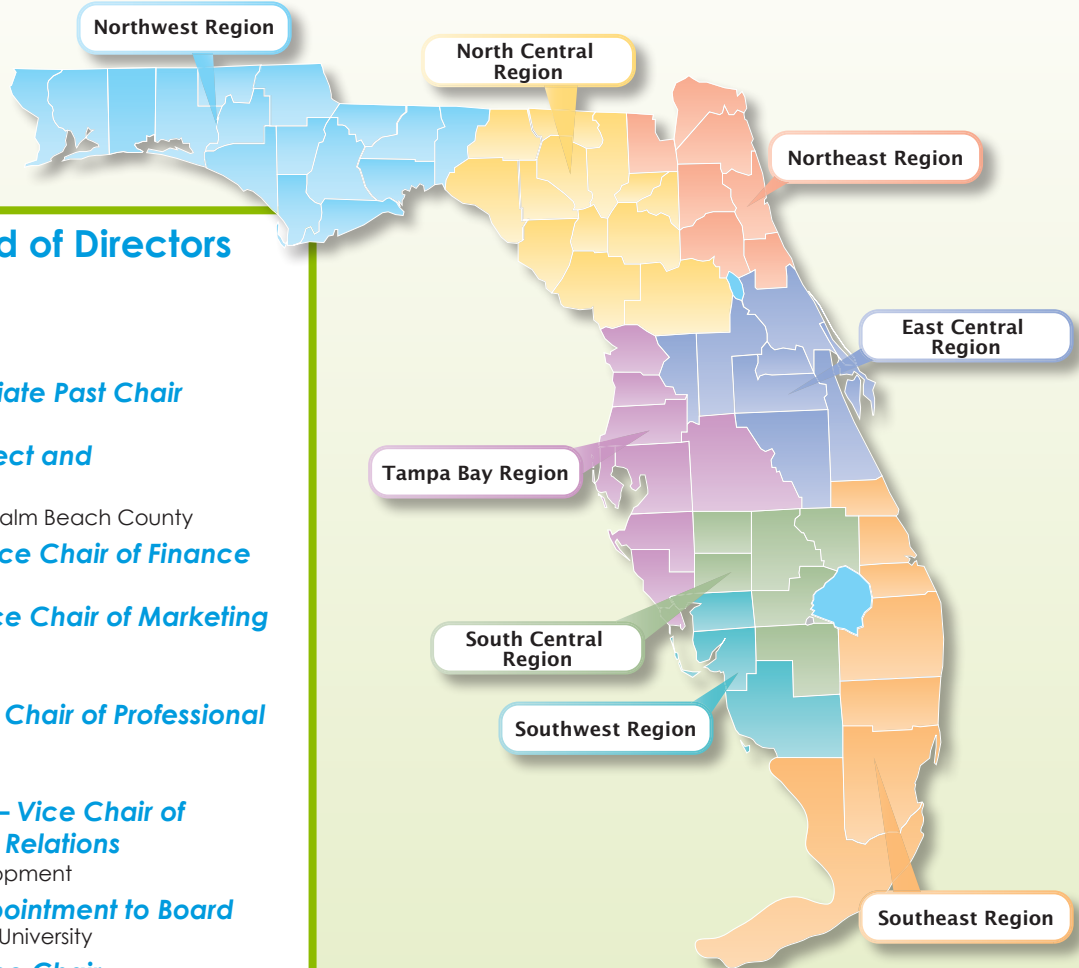 Northwest Region
North Central
Region
Northeast Region
East Central
Region
Tampa Bay Region
South Central
Region
Southwest Region
Southeast Region
d of Directors
iate Past Chair
ect and
alm Beach County
ce Chair of Finance
ce Chair of Marketing
Chair of Professional
– Vice Chair of
Relations
opment
pointment to Board
University